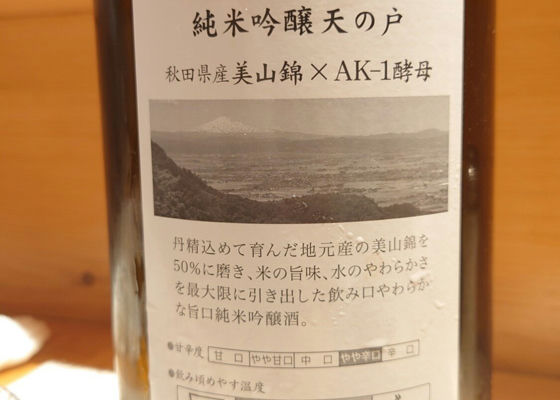 純米吟醸 天の戸
秋田県産美山錦×AK-1酵母
丹精込めて育んだ地元産の美山錦を
50%に磨き、米の旨味、水のやわらかさ
を最大限に引き出した飲み口やわらか
な旨口純米吟醸酒。
●甘辛度 甘口 やや甘口 中口 やや辛口 辛口
●飲み頃めやす温度